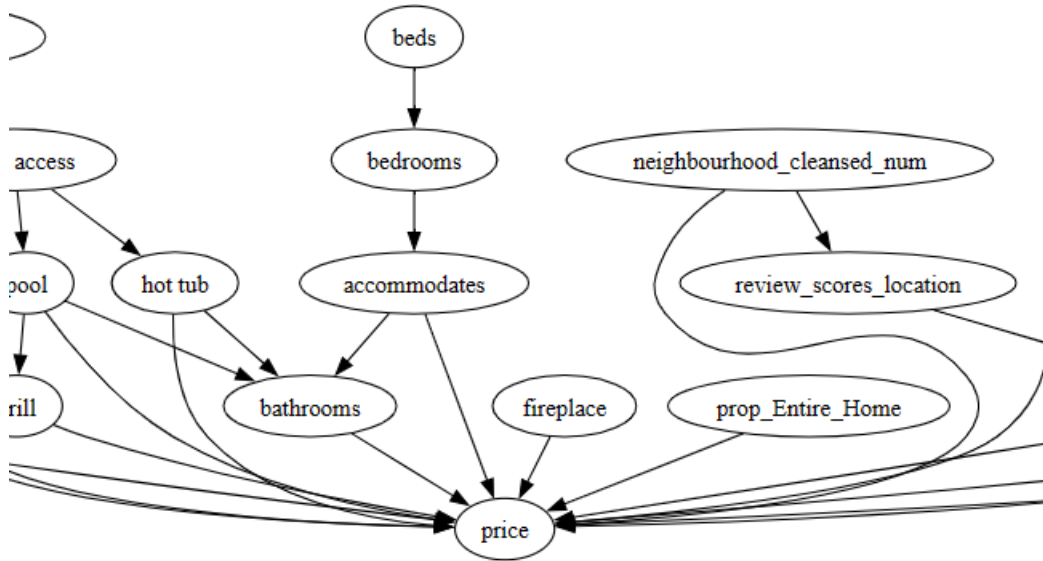 beds
access
bedrooms
neighbourhood_cleansed_num
pool
hot tub
accommodates
review_scores_location
rill
bathrooms
fireplace
prop_Entire_Home
price